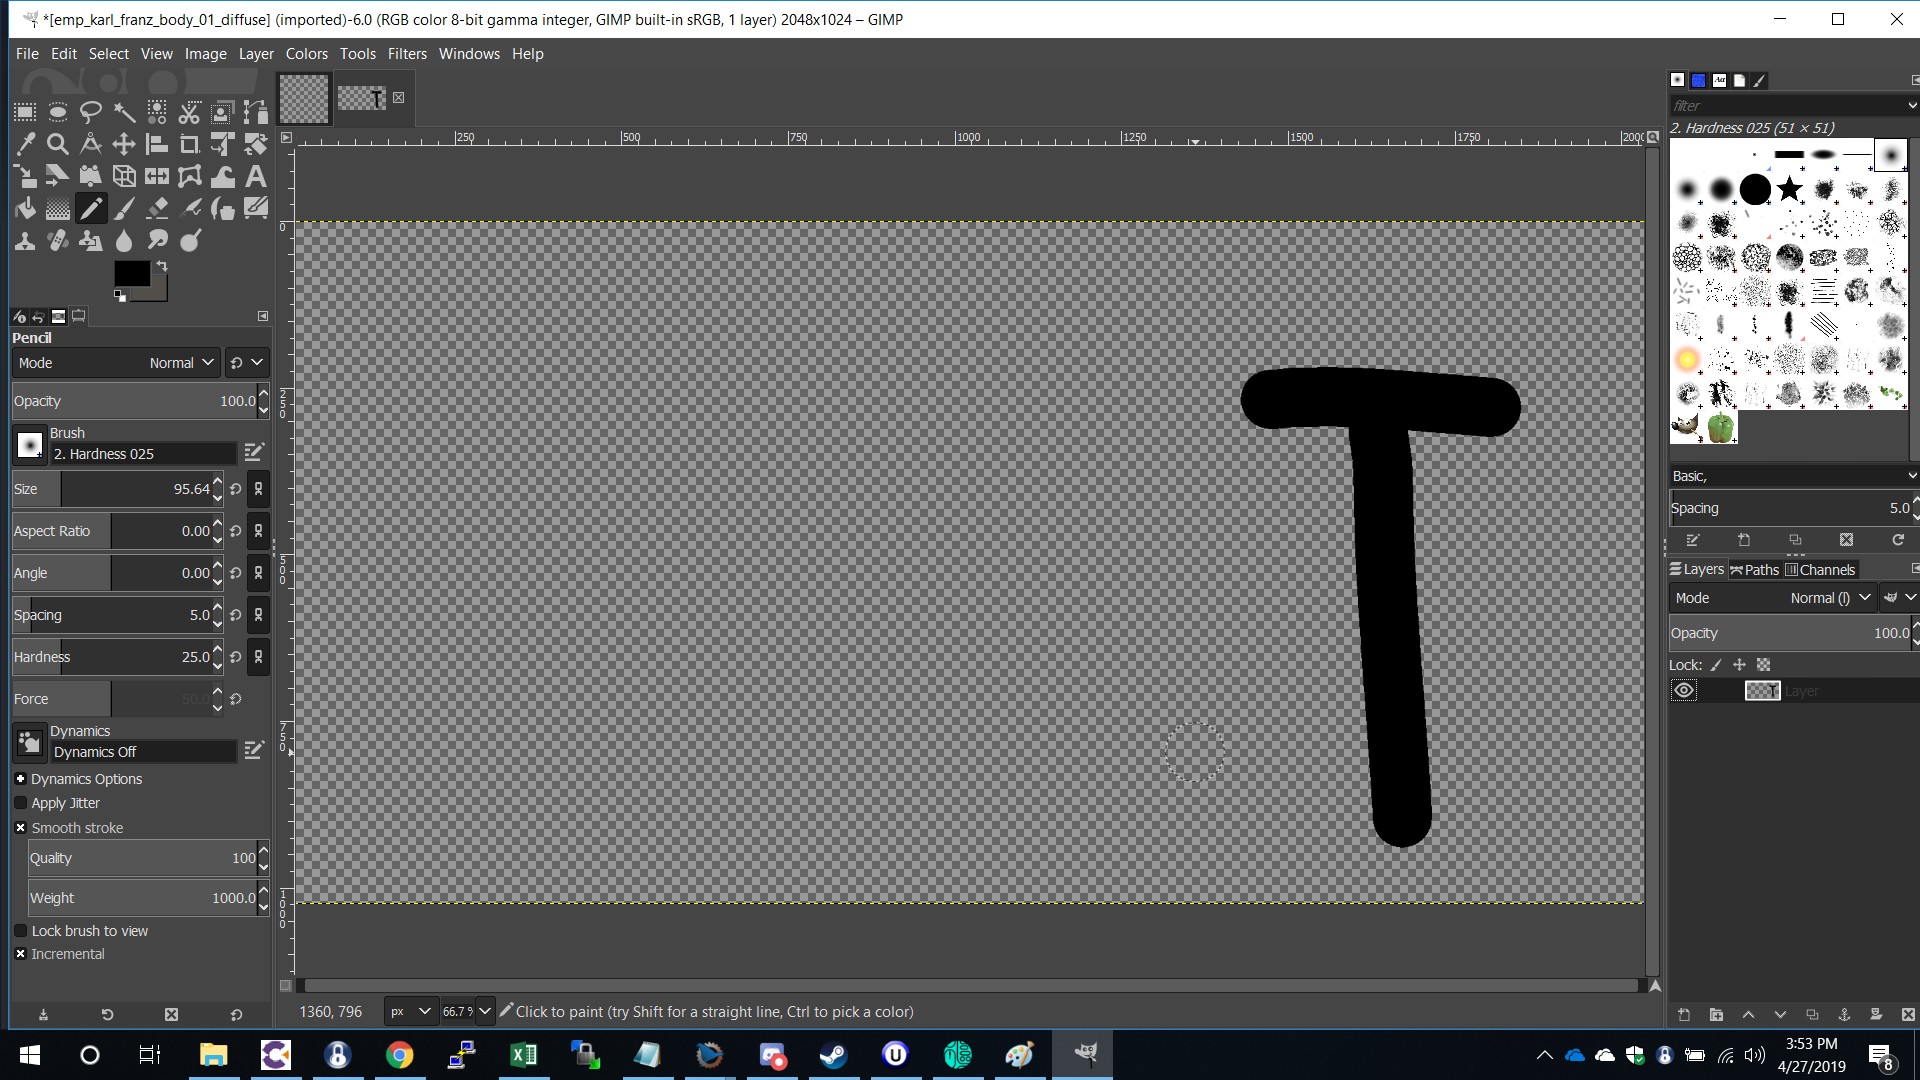 *[emp_karl_franz_body_01_diffuse] (imported)-6.0 (RGB color 8-bit gamma integer, GIMP built-in sRGB, 1 layer) 2048x1024 – GIMP
File Edit Select View Image Layer Colors Tools Filters Windows Help
filter
2. Hardness 025 (51 × 51)
250 500 750 1000 1250 1500 1750 2000
0
250
500
750
1000
T
Pencil
Mode Normal
Opacity 100.0
Brush
2. Hardness 025
Size 95.64
Aspect Ratio 0.00
Angle 0.00
Spacing 5.0
Hardness 25.0
Force 50.0
Dynamics
Dynamics Off
Dynamics Options
Apply Jitter
Smooth stroke
Quality 100
Weight 1000.0
Lock brush to view
Incremental
Basic,
Spacing 5.0
Layers Paths Channels
Mode Normal (l)
Opacity 100.0
Lock:
Layer
1360, 796 px 66.7 % Click to paint (try Shift for a straight line, Ctrl to pick a color)
3:53 PM
4/27/2019
8